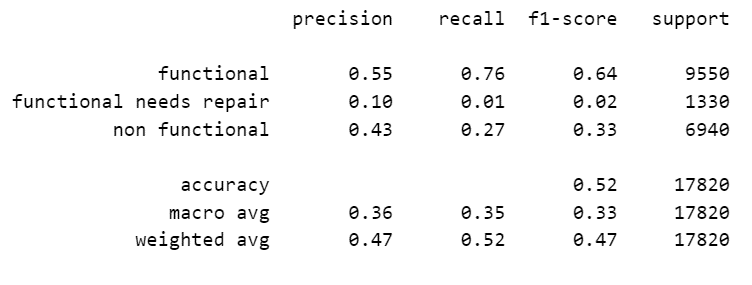 precision recall f1-score support
functional 0.55 0.76 0.64 9550
functional needs repair 0.10 0.01 0.02 1330
non functional 0.43 0.27 0.33 6940
accuracy 0.52 17820
macro avg 0.36 0.35 0.33 17820
weighted avg 0.47 0.52 0.47 17820